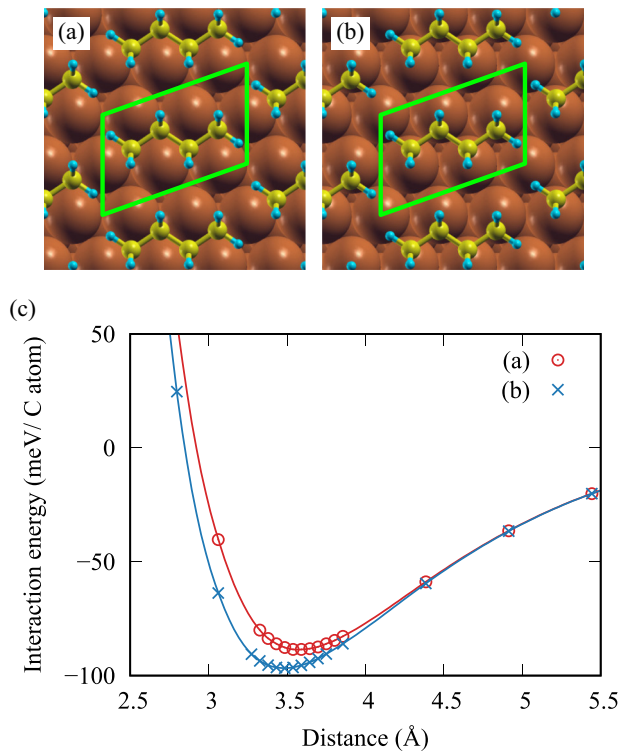 (a) (b)
(c)
Interaction energy (meV/ C atom)
50
0
−50
−100
(a)
(b)
2.5 3 3.5 4 4.5 5 5.5
Distance (Å)